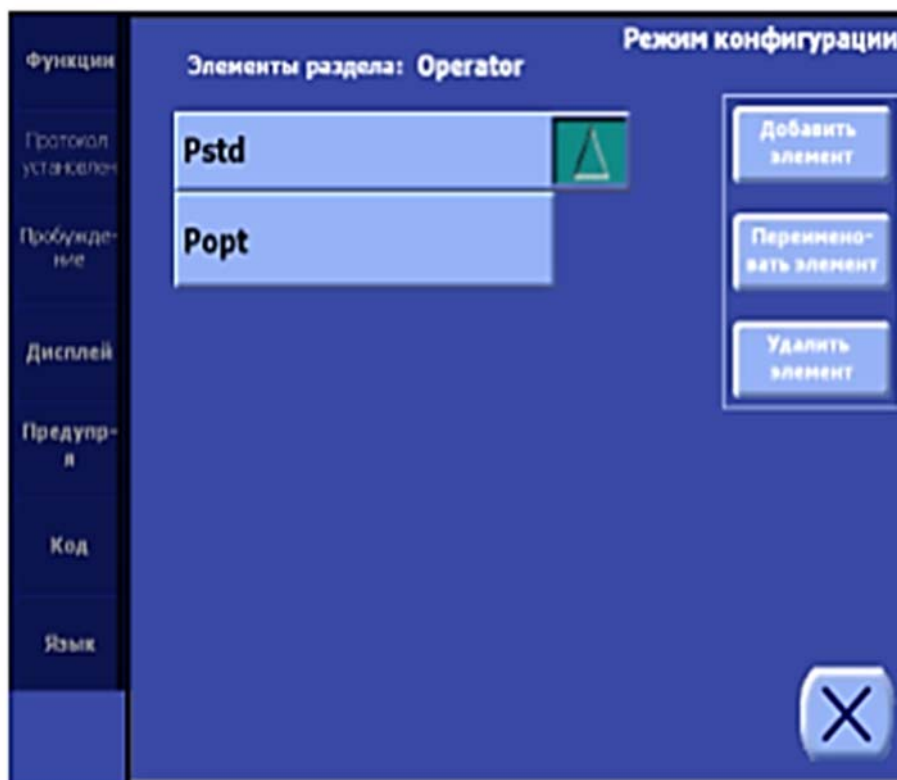 Режим конфигурации
Элементы раздела: Operator
Функции
Протокол
установлен
Пробужде-
ние
Дисплей
Предупр-
я
Код
Язык
Pstd
Popt
Добавить
элемент
Переимено-
вать элемент
Удалить
элемент